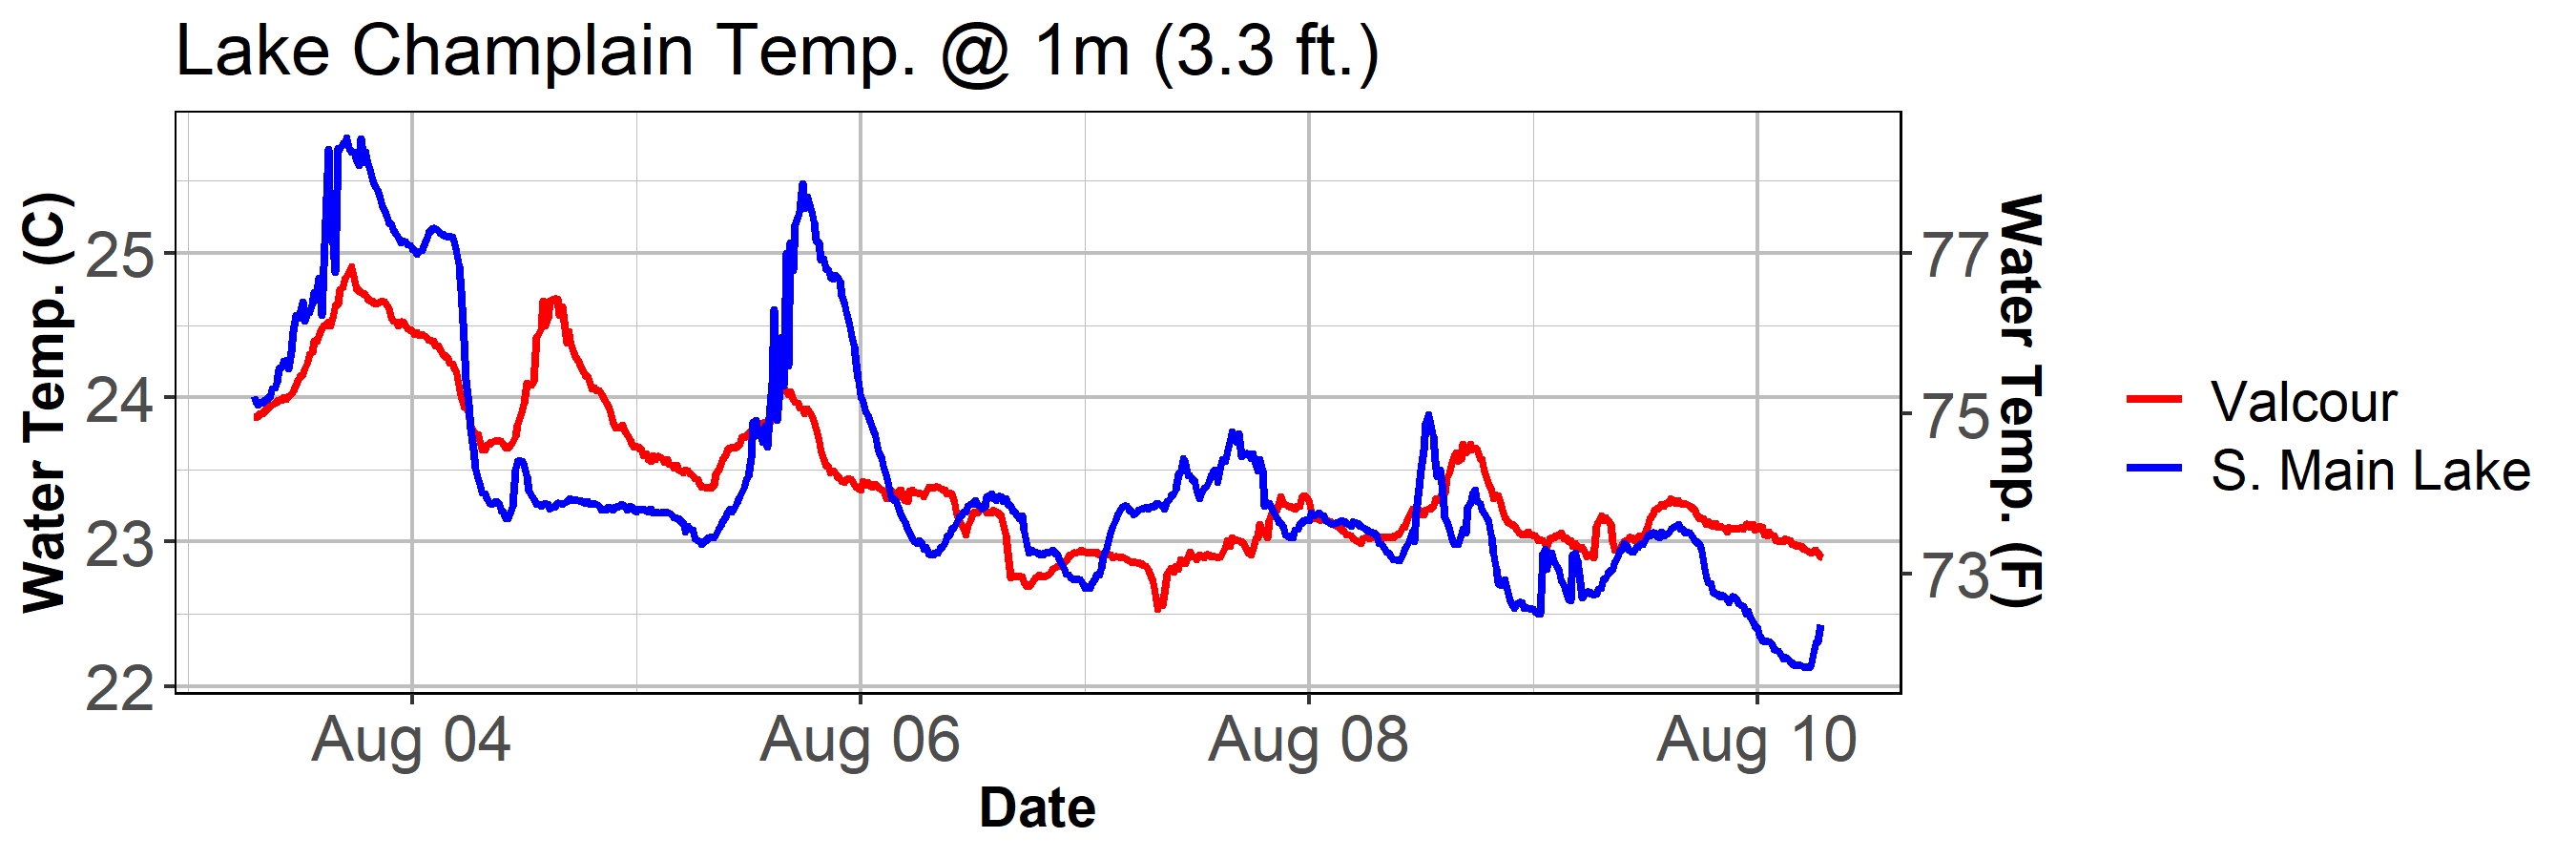 Lake Champlain Temp. @ 1m (3.3 ft.)
Water Temp. (C)
25
24
23
22
77
75
73
Water Temp. (F)
Aug 04
Aug 06
Aug 08
Aug 10
Date
Valcour
S. Main Lake